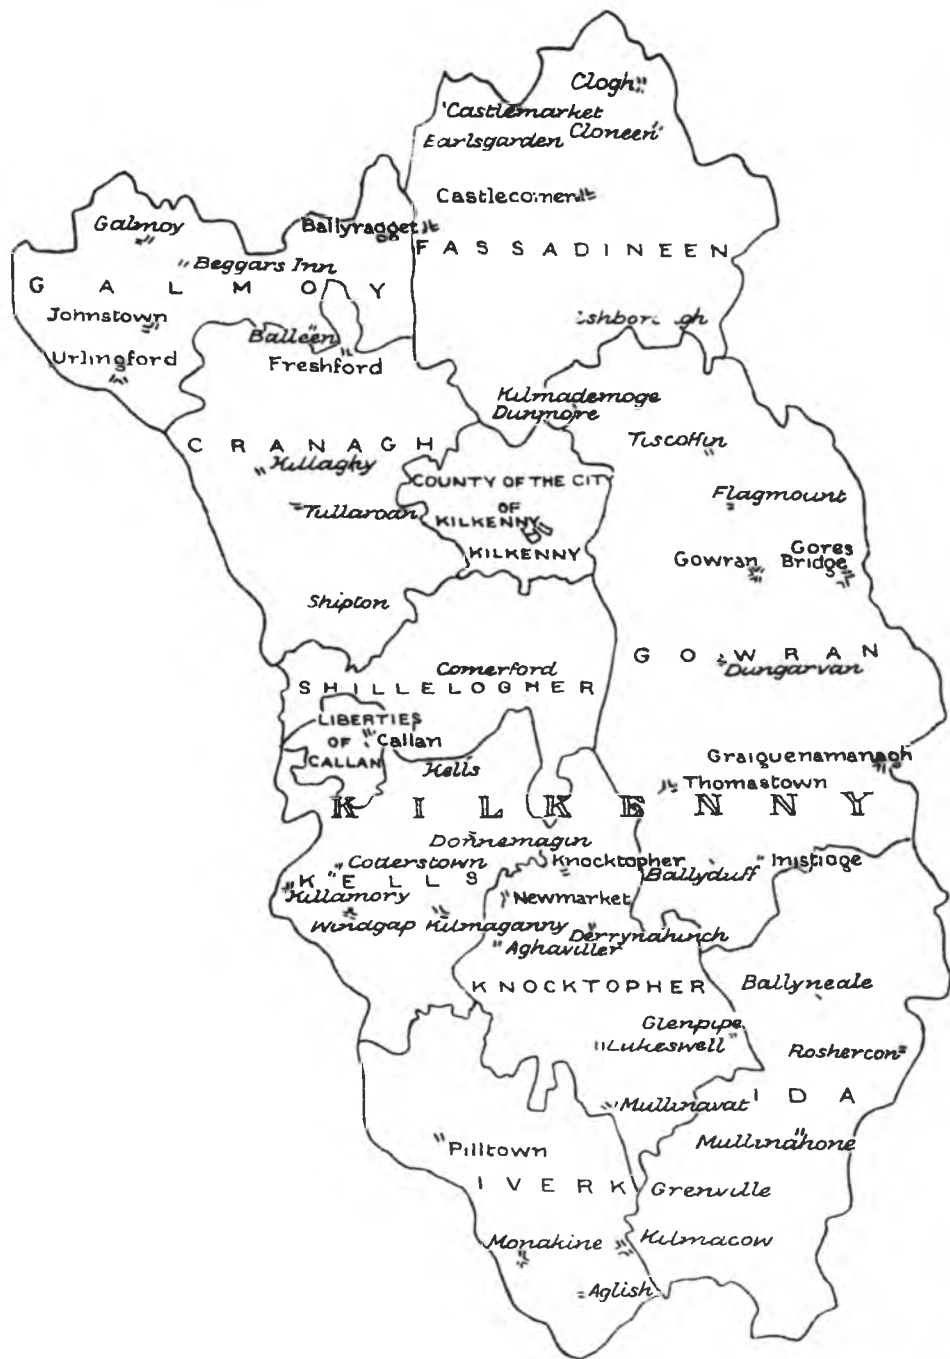 Clogh
Castlemarket
Cloneen
Earlsgarden
Castlecomer
Galmoy
Ballyragget
FASSADINEEN
Beggars Inn
GALMOY
Johnstown
Balleen
Urlingford
Freshford
Kilmademoge
Dunmore
CRANAGH
Tiscoffin
Killaghy
COUNTY OF THE CITY
OF
KILKENNY
Flagmount
Tullaroan
KILKENNY
Gowran
Gores
Bridge
Shipton
GOWRAN
Comerford
Dungarvan
SHILLELOGHER
LIBERTIES
OF
CALLAN
Callan
Graiguenamanagh
Kells
Thomastown
KILKENNY
Donnemagin
Cotterstown
Knocktopher
Ballyduff
Inistioge
KELLS
Killamory
Newmarket
Windgap
Kilmaganny
Derrynahinch
Aghaviller
KNOCKTOPHER
Ballyneale
Glenpipe
Lukeswell
Roshercon
IDA
Mullinavat
Mullinahone
Pilltown
IVERK
Grenville
Monakine
Kilmacow
Aglish